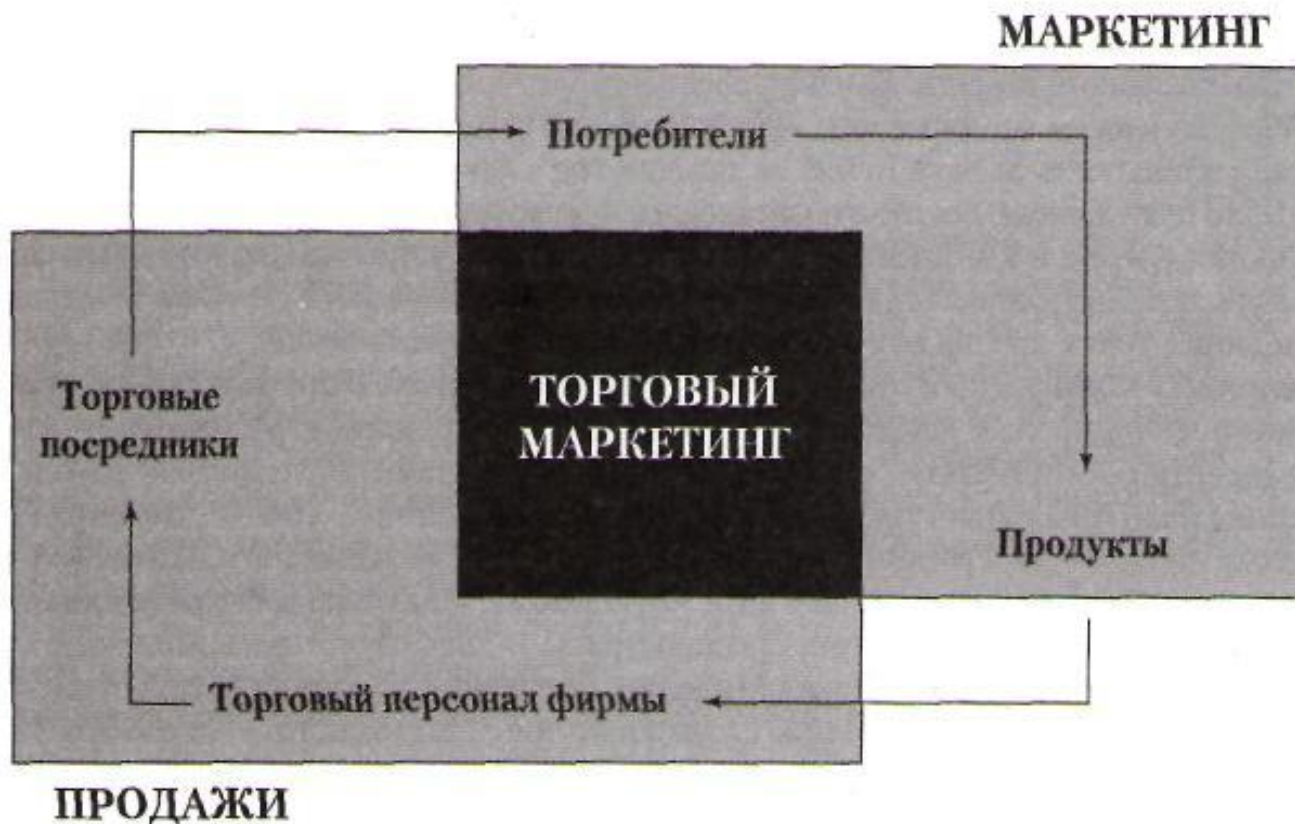 МАРКЕТИНГ
Потребители
Торговые
посредники
ТОРГОВЫЙ
МАРКЕТИНГ
Продукты
Торговый персонал фирмы
ПРОДАЖИ